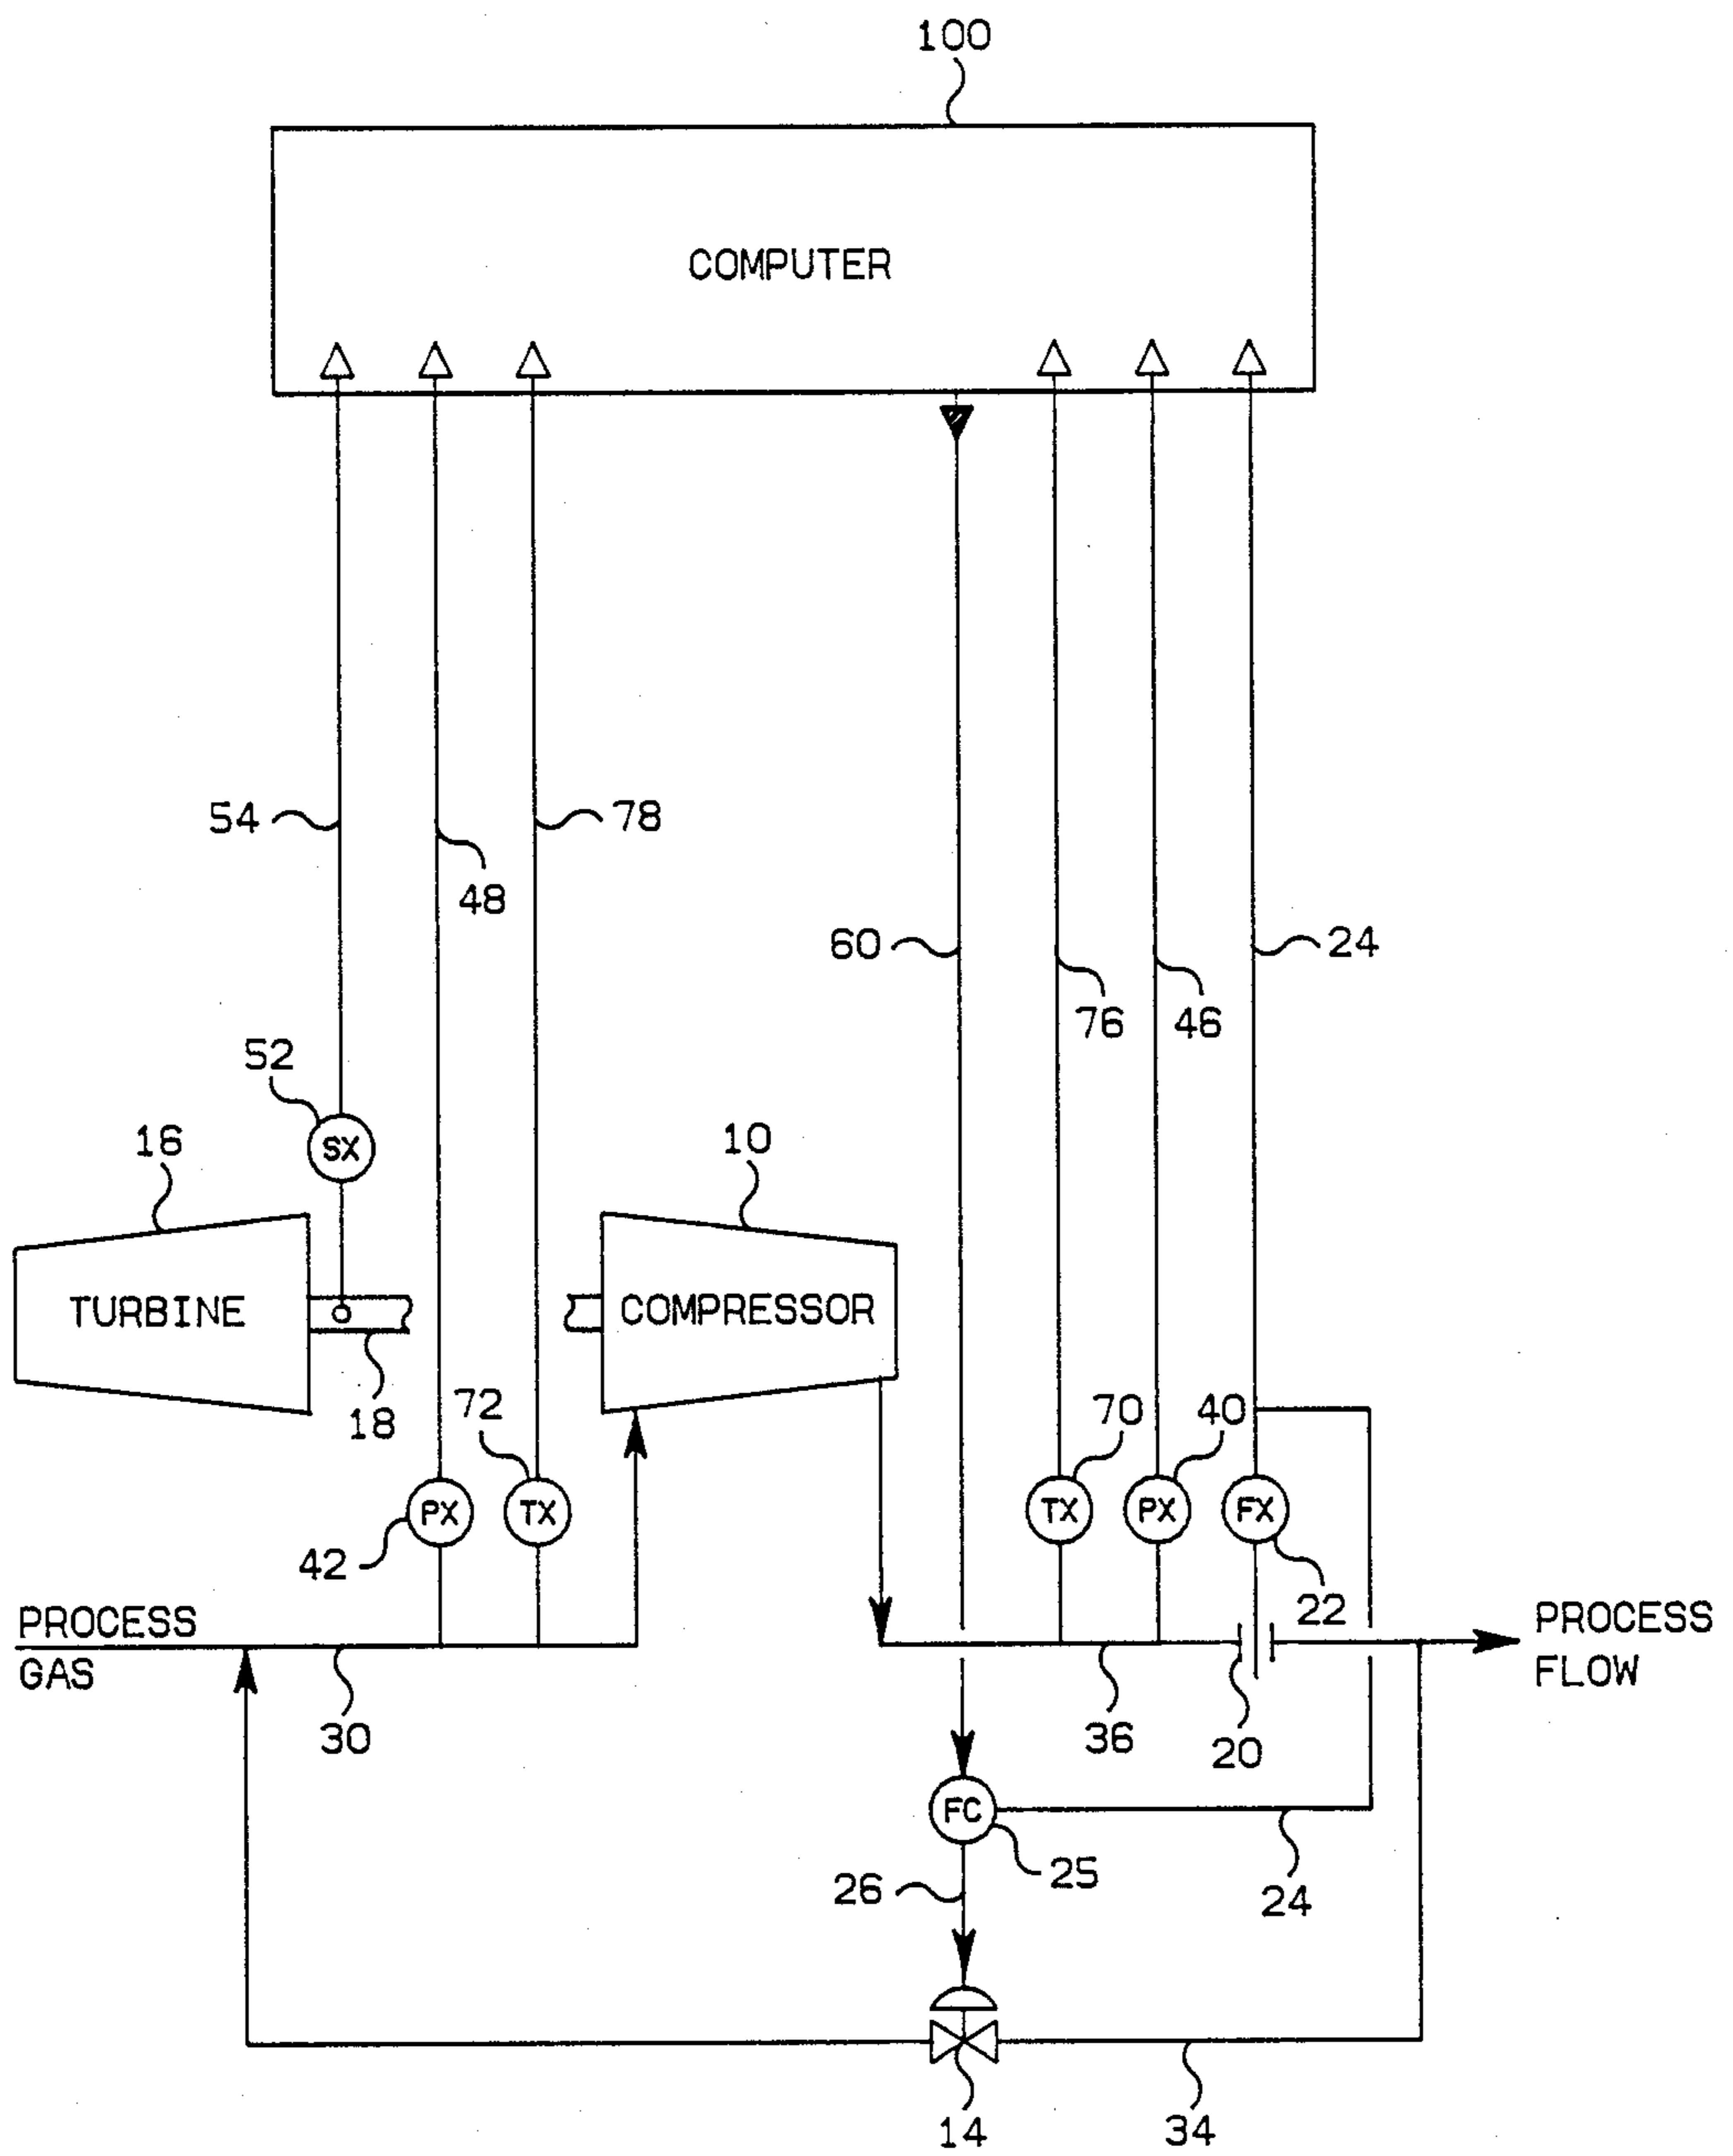 100
COMPUTER
54
78
48
60
24
76
46
52
SX
16
10
TURBINE
COMPRESSOR
18
72
70
40
PX
TX
TX
PX
FX
42
22
PROCESS
GAS
PROCESS
FLOW
30
36
20
FC
25
24
26
14
34